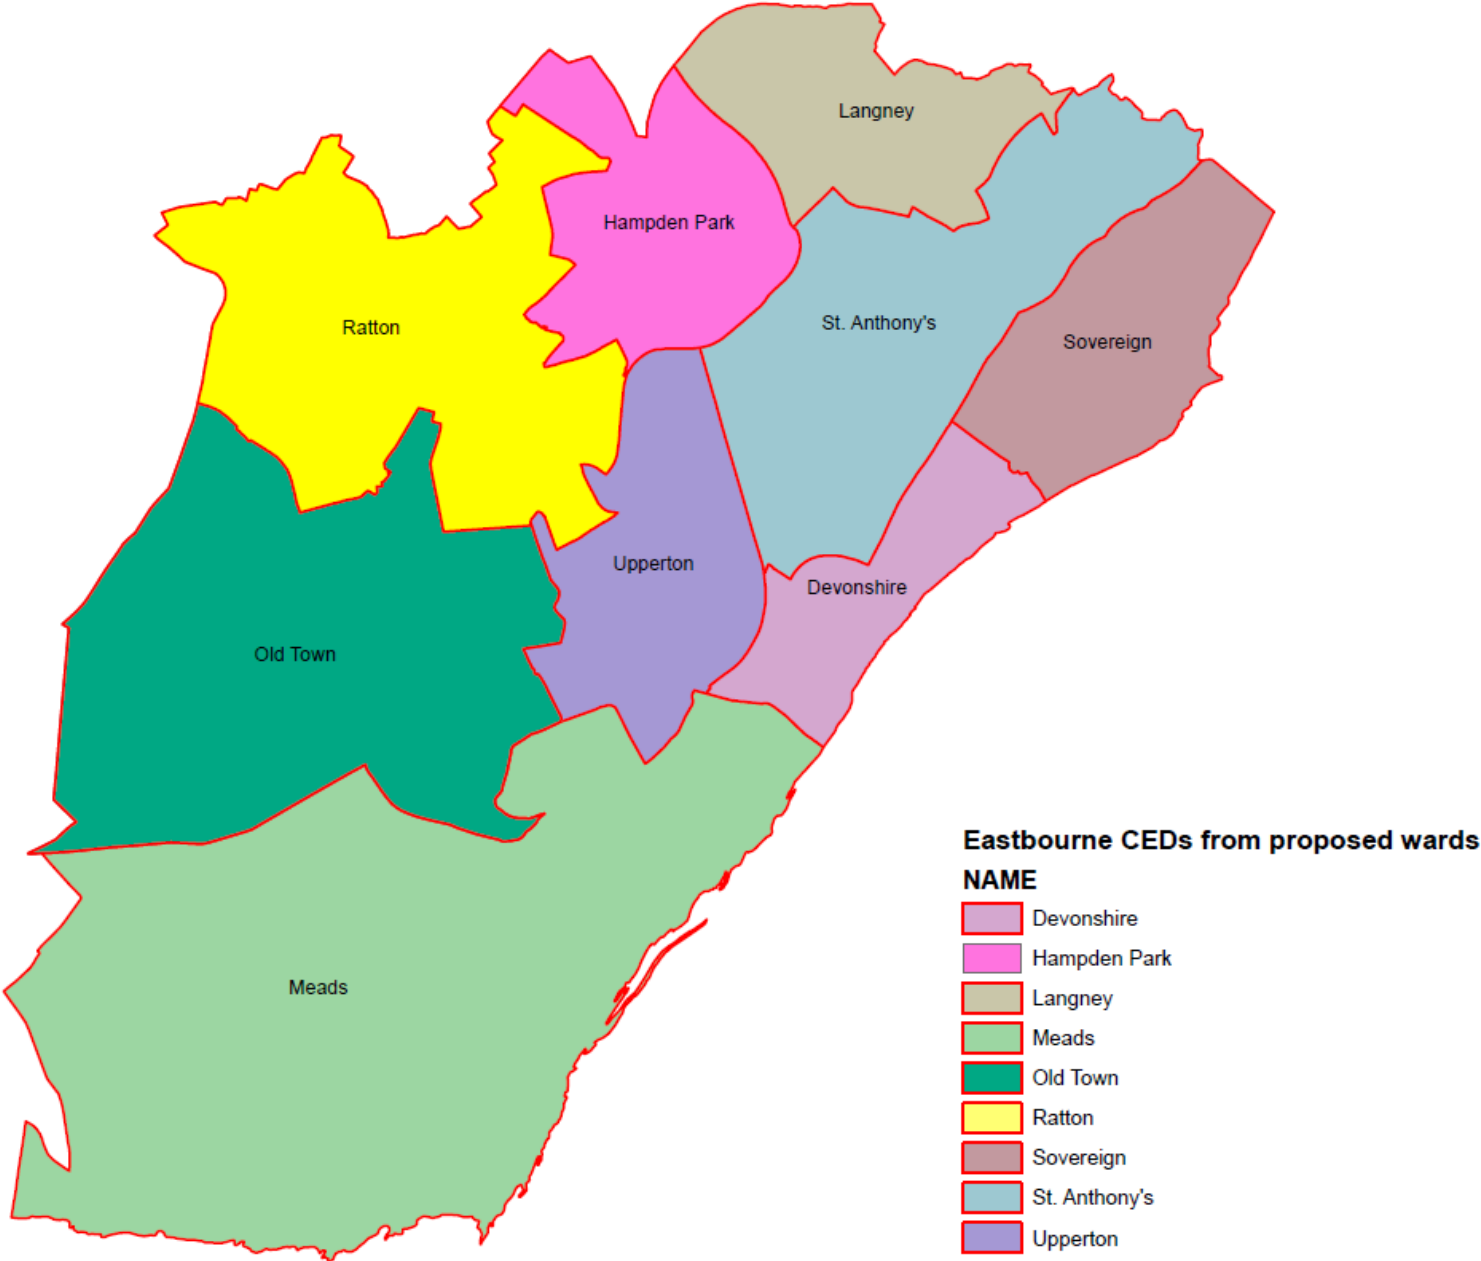 Langney
Hampden Park
Ratton
St. Anthony's
Sovereign
Upperton
Devonshire
Old Town
Meads
Eastbourne CEDs from proposed wards
NAME
Devonshire
Hampden Park
Langney
Meads
Old Town
Ratton
Sovereign
St. Anthony's
Upperton